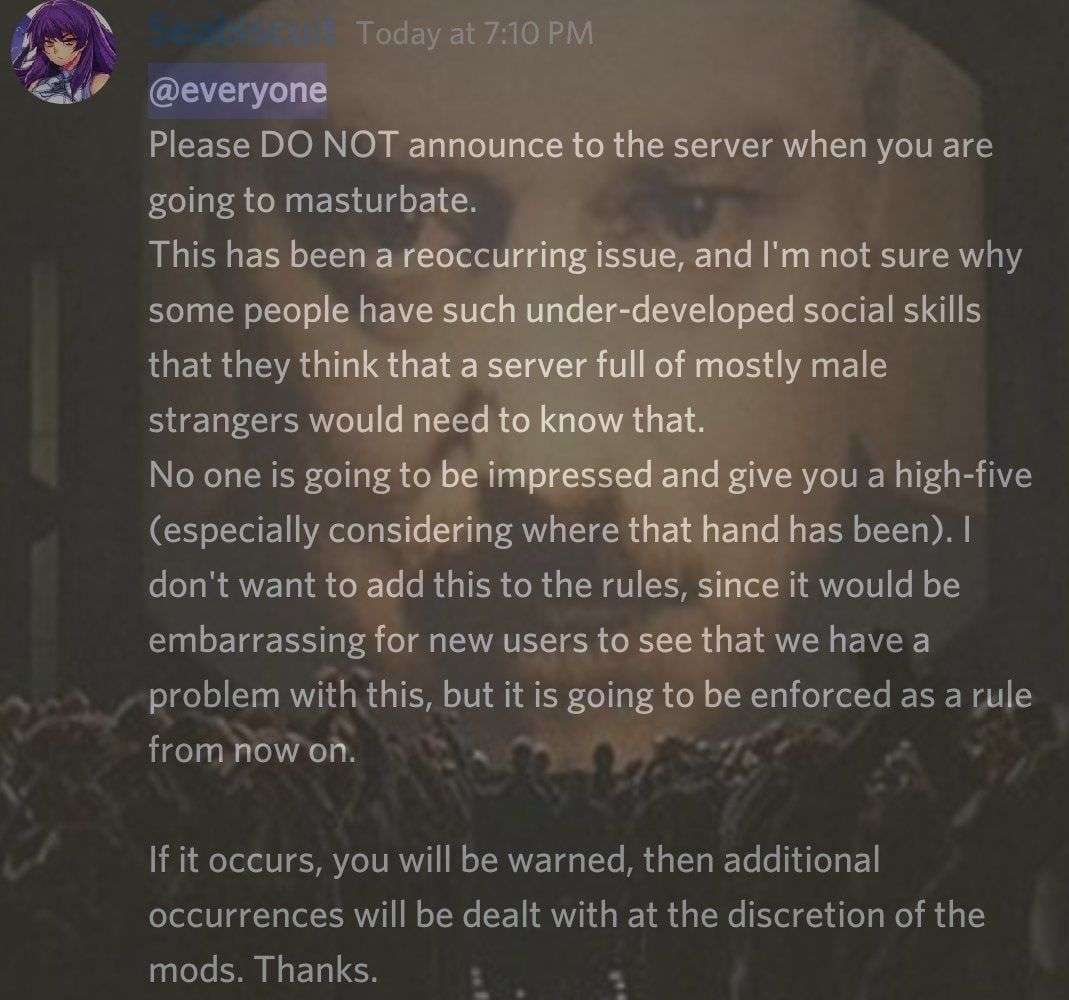 Today at 7:10 PM
@everyone
Please DO NOT announce to the server when you are
going to masturbate.
This has been a reoccurring issue, and I'm not sure why
some people have such under-developed social skills
that they think that a server full of mostly male
strangers would need to know that.
No one is going to be impressed and give you a high-five
(especially considering where that hand has been). I
don't want to add this to the rules, since it would be
embarrassing for new users to see that we have a
problem with this, but it is going to be enforced as a rule
from now on.
If it occurs, you will be warned, then additional
occurrences will be dealt with at the discretion of the
mods. Thanks.